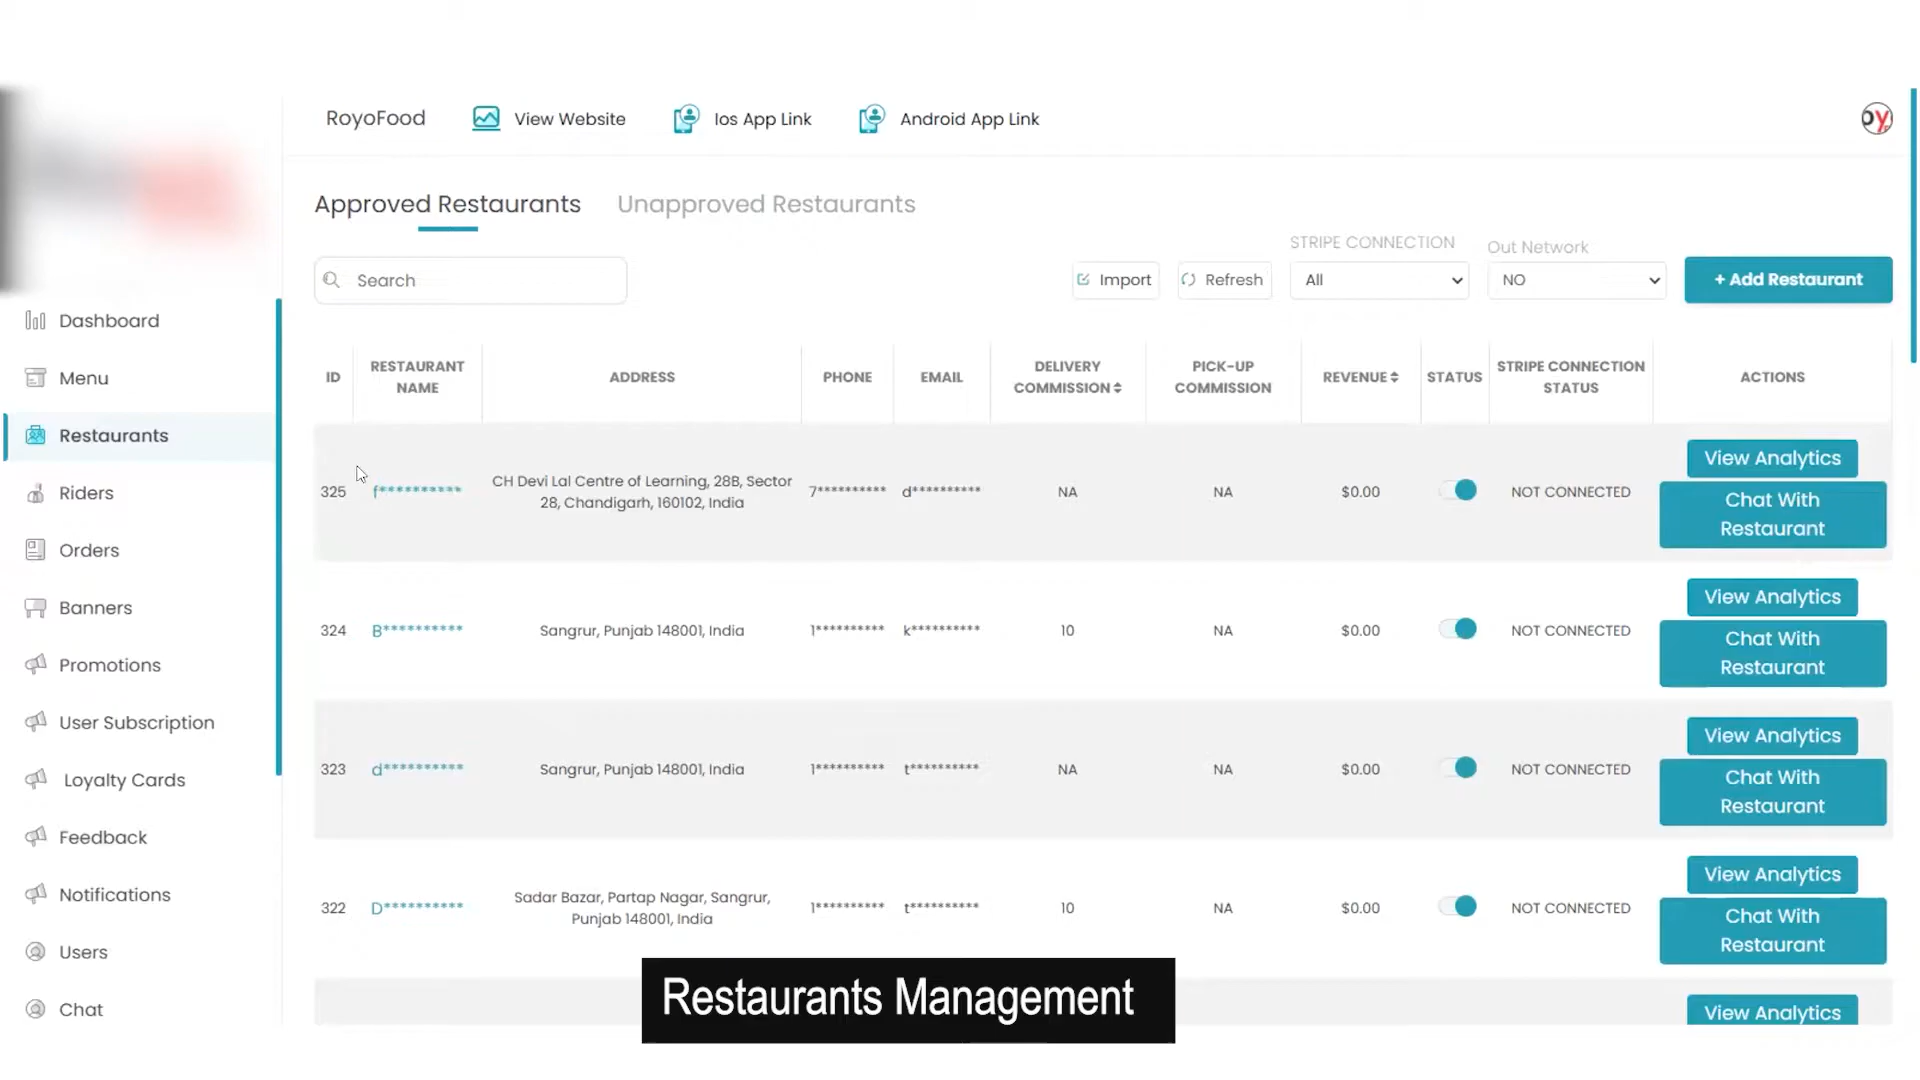 RoyoFood
View Website
Ios App Link
Android App Link
Approved Restaurants
Unapproved Restaurants
Search
Import
Refresh
STRIPE CONNECTION
All
Out Network
NO
+ Add Restaurant
Dashboard
Menu
Restaurants
Riders
Orders
Banners
Promotions
User Subscription
Loyalty Cards
Feedback
Notifications
Users
Chat
ID
RESTAURANT
NAME
ADDRESS
PHONE
EMAIL
DELIVERY
COMMISSION
PICK-UP
COMMISSION
REVENUE
STATUS
STRIPE CONNECTION
STATUS
ACTIONS
325
f**********
CH Devi Lal Centre of Learning, 28B, Sector
28, Chandigarh, 160102, India
7**********
d**********
NA
NA
$0.00
NOT CONNECTED
View Analytics
Chat With
Restaurant
324
B**********
Sangrur, Punjab 148001, India
1**********
k**********
10
NA
$0.00
NOT CONNECTED
View Analytics
Chat With
Restaurant
323
d**********
Sangrur, Punjab 148001, India
1**********
t**********
NA
NA
$0.00
NOT CONNECTED
View Analytics
Chat With
Restaurant
322
D**********
Sadar Bazar, Partap Nagar, Sangrur,
Punjab 148001, India
1**********
t**********
10
NA
$0.00
NOT CONNECTED
View Analytics
Chat With
Restaurant
View Analytics
Restaurants Management